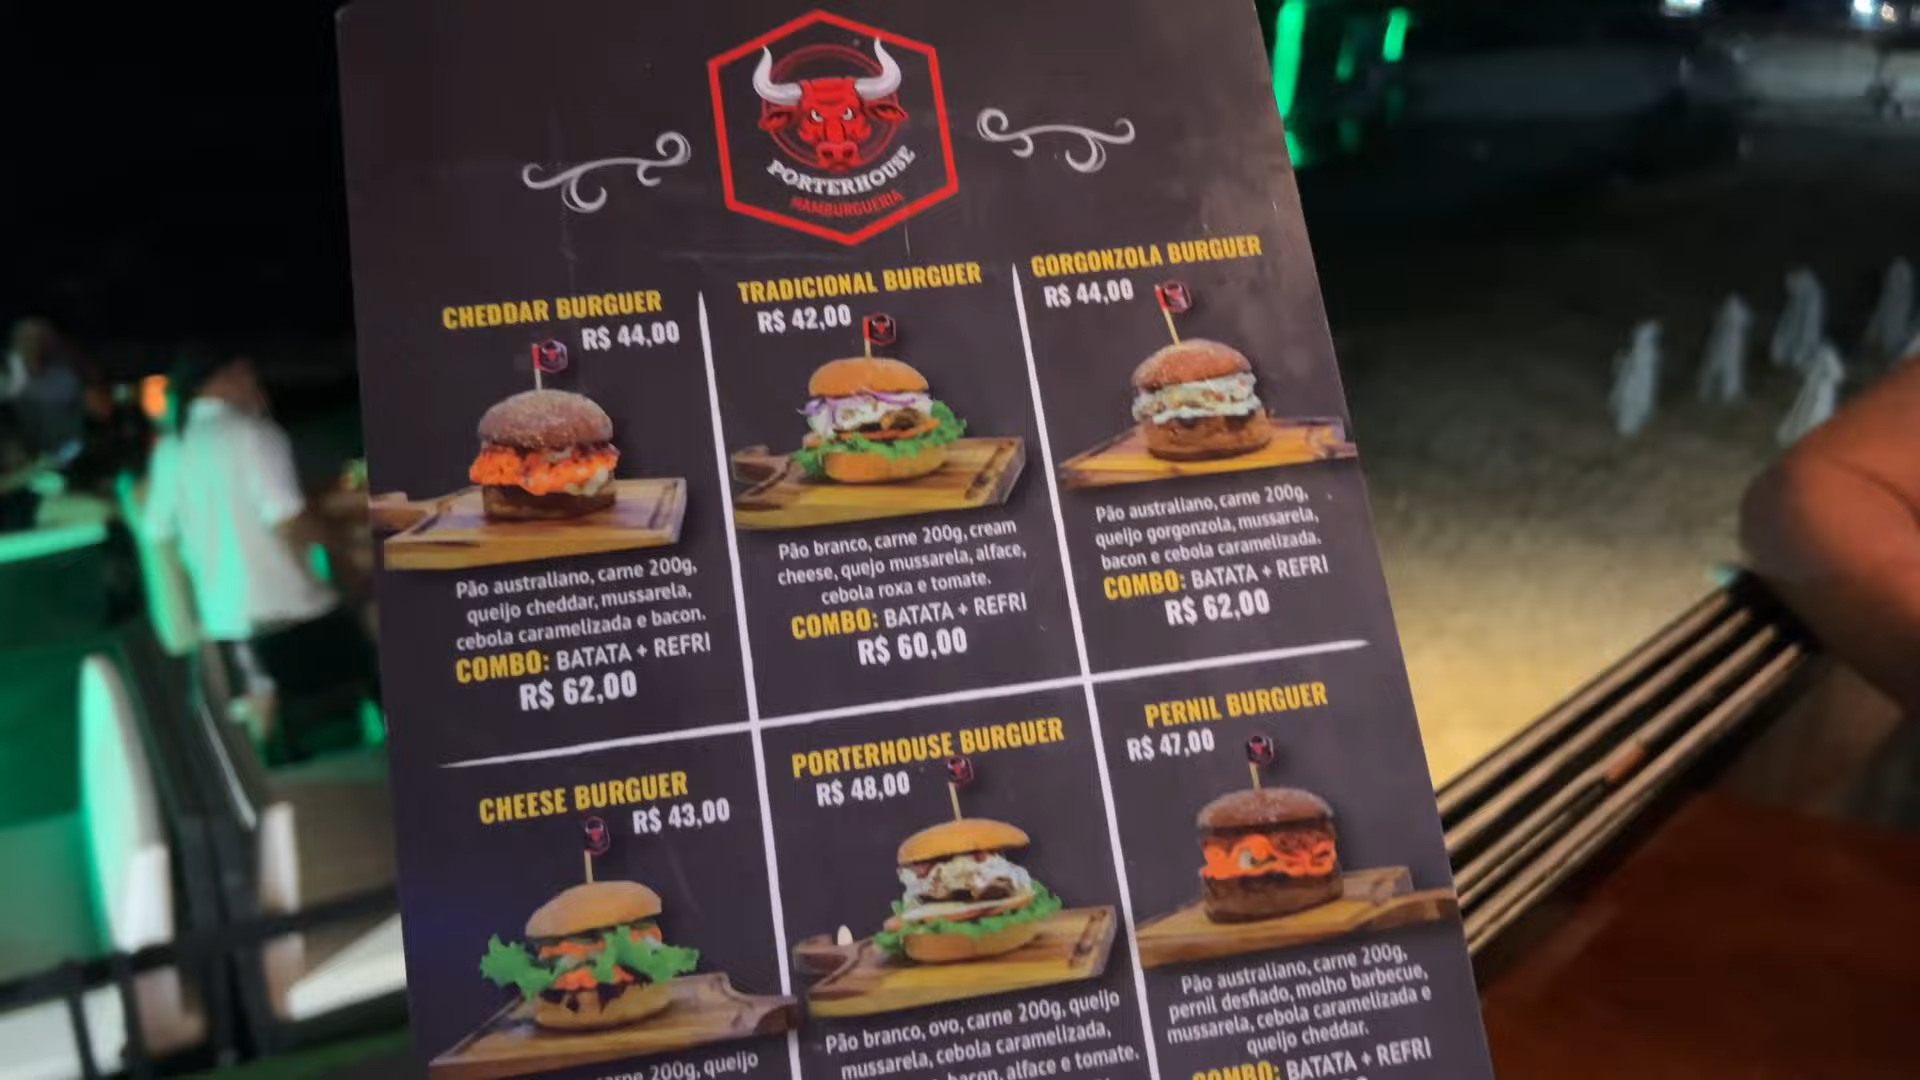 PORTERHOUSE
HAMBURGUERIA
CHEDDAR BURGUER
R$ 44,00
Pão australiano, carne 200g,
queijo cheddar, mussarela,
cebola caramelizada e bacon.
COMBO: BATATA + REFRI
R$ 62,00
TRADICIONAL BURGUER
R$ 42,00
Pão branco, carne 200g, cream
cheese, quejo mussarela, alface,
cebola roxa e tomate.
COMBO: BATATA + REFRI
R$ 60,00
GORGONZOLA BURGUER
R$ 44,00
Pão australiano, carne 200g,
queijo gorgonzola, mussarela,
bacon e cebola caramelizada.
COMBO: BATATA + REFRI
R$ 62,00
CHEESE BURGUER
R$ 43,00
200g, queijo
PORTERHOUSE BURGUER
R$ 48,00
Pão branco, ovo, carne 200g, queijo
mussarela, cebola caramelizada,
bacon, alface e tomate.
PERNIL BURGUER
R$ 47,00
Pão australiano, carne 200g,
pernil desfiado, molho barbecue,
mussarela, cebola caramelizada e
queijo cheddar.
COMBO: BATATA + REFRI